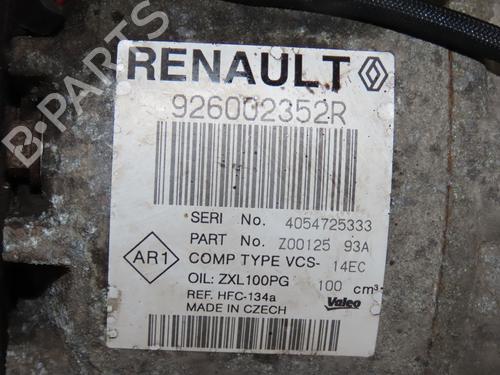 RENAULT
926002352R
SERI No. 4054725333
PART No. Z00125 93A
AR1
COMP TYPE VCS- 14EC
OIL: ZXL100PG 100 cm³
REF. HFC-134a
MADE IN CZECH
Valeo
B-PARTS